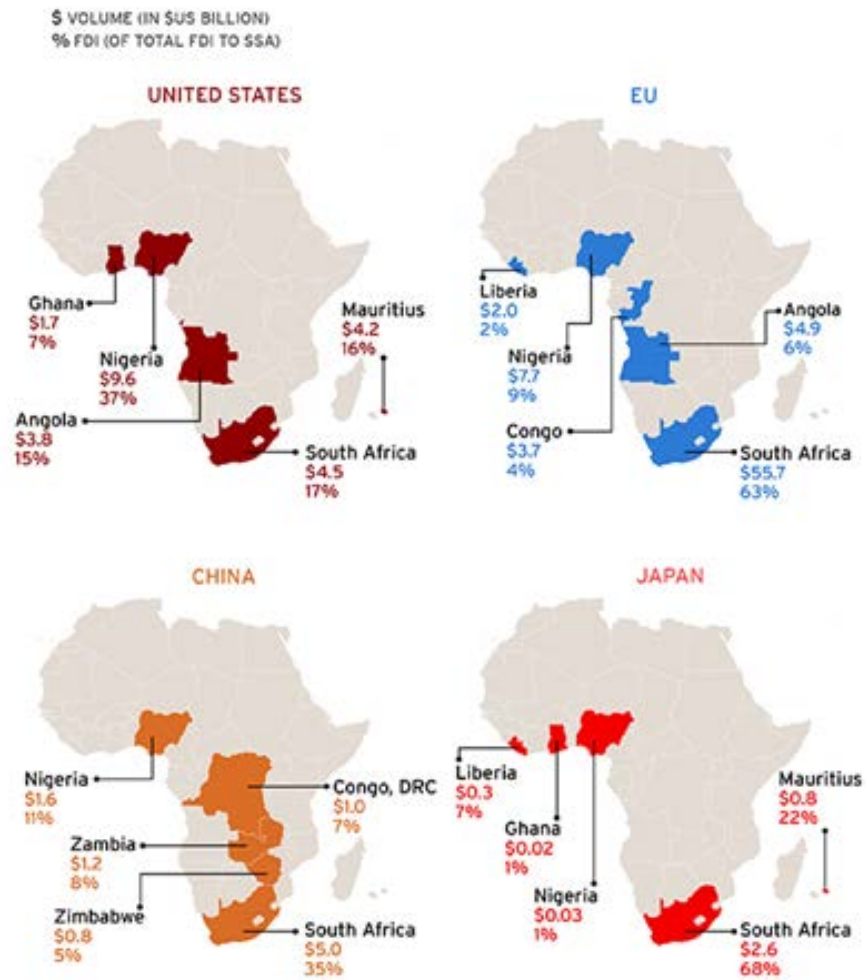 $ VOLUME (IN $US BILLION)
% FDI (OF TOTAL FDI TO SSA)
UNITED STATES
Ghana
$1.7
7%
Nigeria
$9.6
37%
Angola
$3.8
15%
Mauritius
$4.2
16%
South Africa
$4.5
17%
EU
Liberia
$2.0
2%
Nigeria
$7.7
9%
Congo
$3.7
4%
Angola
$4.9
6%
South Africa
$55.7
63%
CHINA
Nigeria
$1.6
11%
Zambia
$1.2
8%
Zimbabwe
$0.8
5%
Congo, DRC
$1.0
7%
South Africa
$5.0
35%
JAPAN
Liberia
$0.3
7%
Ghana
$0.02
1%
Nigeria
$0.03
1%
Mauritius
$0.8
22%
South Africa
$2.6
68%